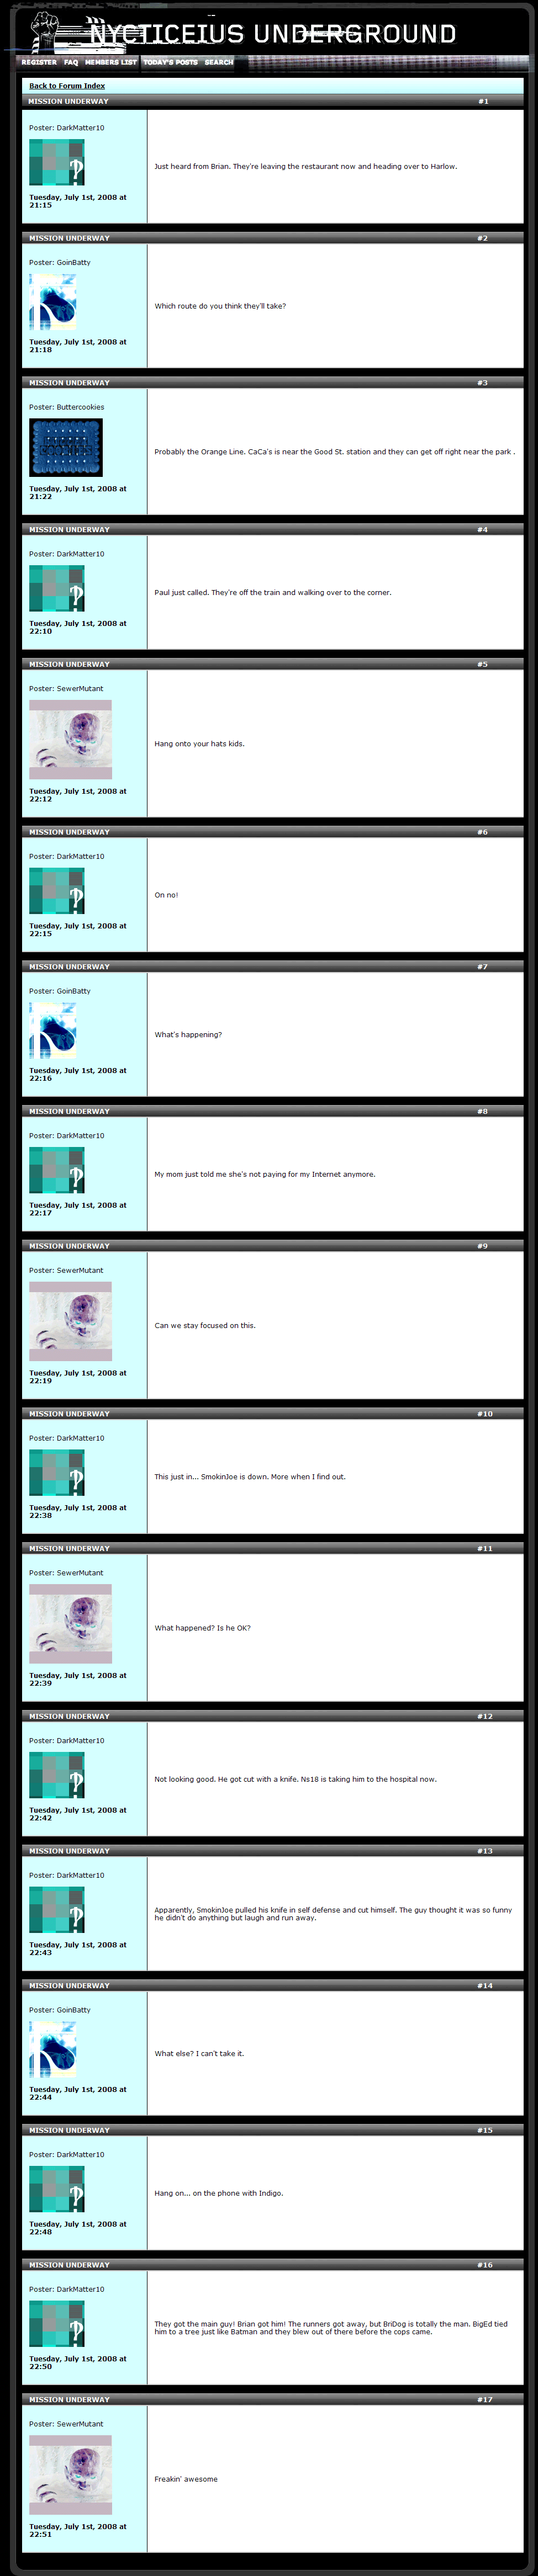 NYCTICEIUS UNDERGROUND
REGISTER FAQ MEMBERS LIST TODAY'S POSTS SEARCH
Back to Forum Index
MISSION UNDERWAY #1
Poster: DarkMatter10
Just heard from Brian. They're leaving the restaurant now and heading over to Harlow.
Tuesday, July 1st, 2008 at
21:15
MISSION UNDERWAY #2
Poster: GoinBatty
Which route do you think they'll take?
Tuesday, July 1st, 2008 at
21:18
MISSION UNDERWAY #3
Poster: Buttercookies
Probably the Orange Line. CaCa's is near the Good St. station and they can get off right near the park .
Tuesday, July 1st, 2008 at
21:22
MISSION UNDERWAY #4
Poster: DarkMatter10
Paul just called. They're off the train and walking over to the corner.
Tuesday, July 1st, 2008 at
22:10
MISSION UNDERWAY #5
Poster: SewerMutant
Hang onto your hats kids.
Tuesday, July 1st, 2008 at
22:12
MISSION UNDERWAY #6
Poster: DarkMatter10
On no!
Tuesday, July 1st, 2008 at
22:15
MISSION UNDERWAY #7
Poster: GoinBatty
What's happening?
Tuesday, July 1st, 2008 at
22:16
MISSION UNDERWAY #8
Poster: DarkMatter10
My mom just told me she's not paying for my Internet anymore.
Tuesday, July 1st, 2008 at
22:17
MISSION UNDERWAY #9
Poster: SewerMutant
Can we stay focused on this.
Tuesday, July 1st, 2008 at
22:19
MISSION UNDERWAY #10
Poster: DarkMatter10
This just in... SmokinJoe is down. More when I find out.
Tuesday, July 1st, 2008 at
22:38
MISSION UNDERWAY #11
Poster: SewerMutant
What happened? Is he OK?
Tuesday, July 1st, 2008 at
22:39
MISSION UNDERWAY #12
Poster: DarkMatter10
Not looking good. He got cut with a knife. Ns18 is taking him to the hospital now.
Tuesday, July 1st, 2008 at
22:42
MISSION UNDERWAY #13
Poster: DarkMatter10
Apparently, SmokinJoe pulled his knife in self defense and cut himself. The guy thought it was so funny
he didn't do anything but laugh and run away.
Tuesday, July 1st, 2008 at
22:43
MISSION UNDERWAY #14
Poster: GoinBatty
What else? I can't take it.
Tuesday, July 1st, 2008 at
22:44
MISSION UNDERWAY #15
Poster: DarkMatter10
Hang on... on the phone with Indigo.
Tuesday, July 1st, 2008 at
22:48
MISSION UNDERWAY #16
Poster: DarkMatter10
They got the main guy! Brian got him! The runners got away, but BriDog is totally the man. BigEd tied
him to a tree just like Batman and they blew out of there before the cops came.
Tuesday, July 1st, 2008 at
22:50
MISSION UNDERWAY #17
Poster: SewerMutant
Freakin' awesome
Tuesday, July 1st, 2008 at
22:51